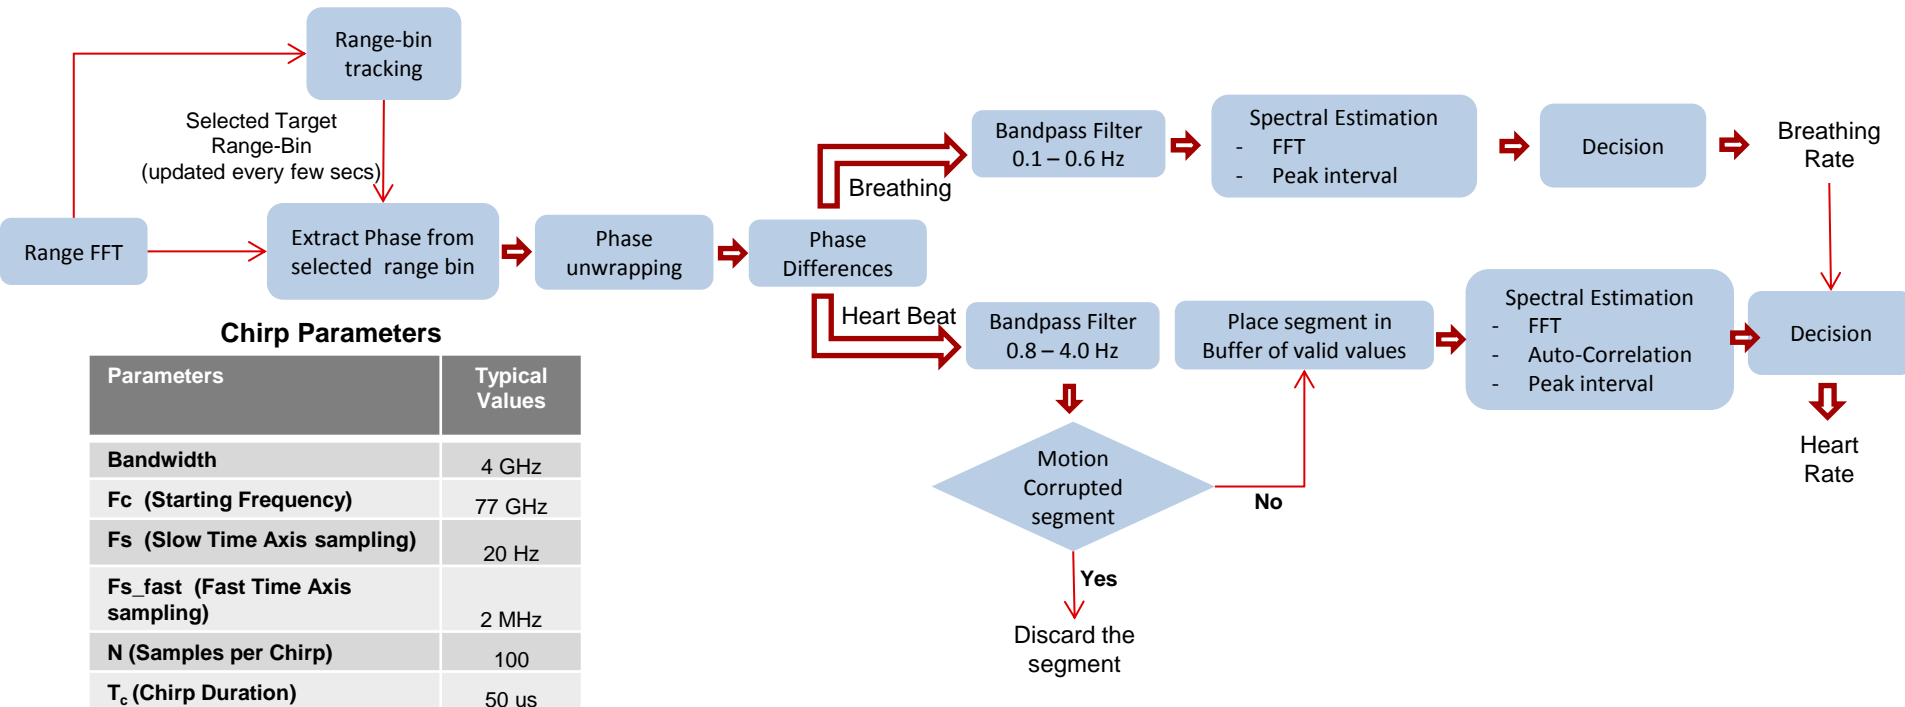 Range-bin
tracking
Selected Target
Range-Bin
(updated every few secs)
Range FFT
Extract Phase from
selected range bin
Phase
unwrapping
Phase
Differences
Breathing
Bandpass Filter
0.1 – 0.6 Hz
Spectral Estimation
- FFT
- Peak interval
Decision
Breathing
Rate
Heart Beat
Bandpass Filter
0.8 – 4.0 Hz
Place segment in
Buffer of valid values
Spectral Estimation
- FFT
- Auto-Correlation
- Peak interval
Decision
Heart
Rate
Motion
Corrupted
segment
No
Yes
Discard the
segment
Chirp Parameters
Parameters Typical
Values
Bandwidth 4 GHz
Fc (Starting Frequency) 77 GHz
Fs (Slow Time Axis sampling) 20 Hz
Fs_fast (Fast Time Axis
sampling) 2 MHz
N (Samples per Chirp) 100
Tc (Chirp Duration) 50 us